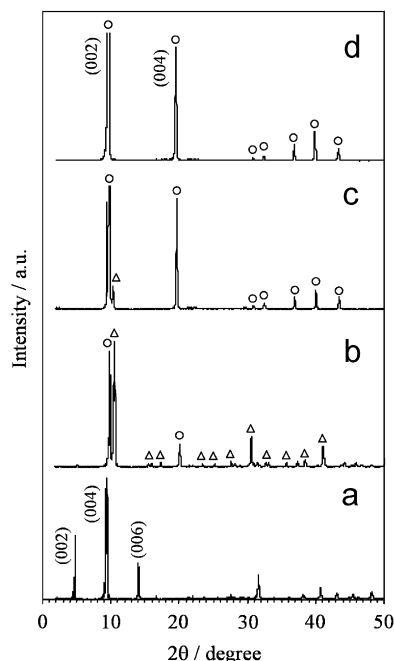 d
(002)
(004)
c
b
a
(002)
(004)
(006)
Intensity / a.u.
0 10 20 30 40 50
2θ / degree